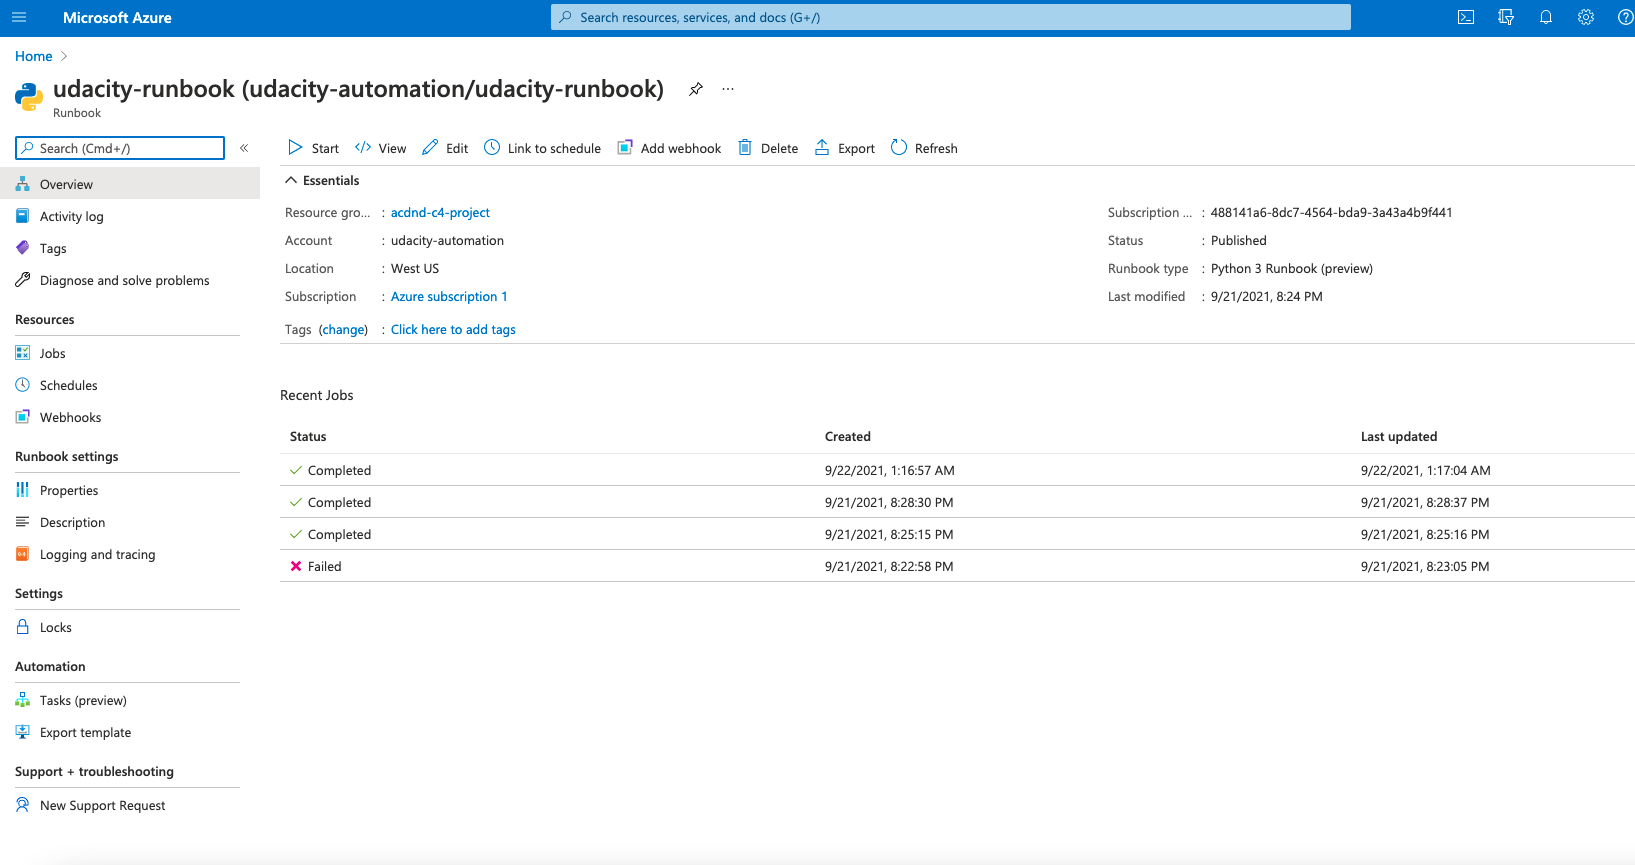 Microsoft Azure
Search resources, services, and docs (G+/)
Home
udacity-runbook (udacity-automation/udacity-runbook)
...
Runbook
Search (Cmd+/)
«
Start
View
Edit
Link to schedule
Add webhook
Delete
Export
Refresh
Overview
Activity log
Tags
Diagnose and solve problems
Resources
Jobs
Schedules
Webhooks
Runbook settings
Properties
Description
Logging and tracing
Settings
Locks
Automation
Tasks (preview)
Export template
Support + troubleshooting
New Support Request
Essentials
Resource gro... : acdnd-c4-project
Account : udacity-automation
Location : West US
Subscription : Azure subscription 1
Tags (change) : Click here to add tags
Subscription ... : 488141a6-8dc7-4564-bda9-3a43a4b9f441
Status : Published
Runbook type : Python 3 Runbook (preview)
Last modified : 9/21/2021, 8:24 PM
Recent Jobs
Status Created Last updated
Completed 9/22/2021, 1:16:57 AM 9/22/2021, 1:17:04 AM
Completed 9/21/2021, 8:28:30 PM 9/21/2021, 8:28:37 PM
Completed 9/21/2021, 8:25:15 PM 9/21/2021, 8:25:16 PM
Failed 9/21/2021, 8:22:58 PM 9/21/2021, 8:23:05 PM